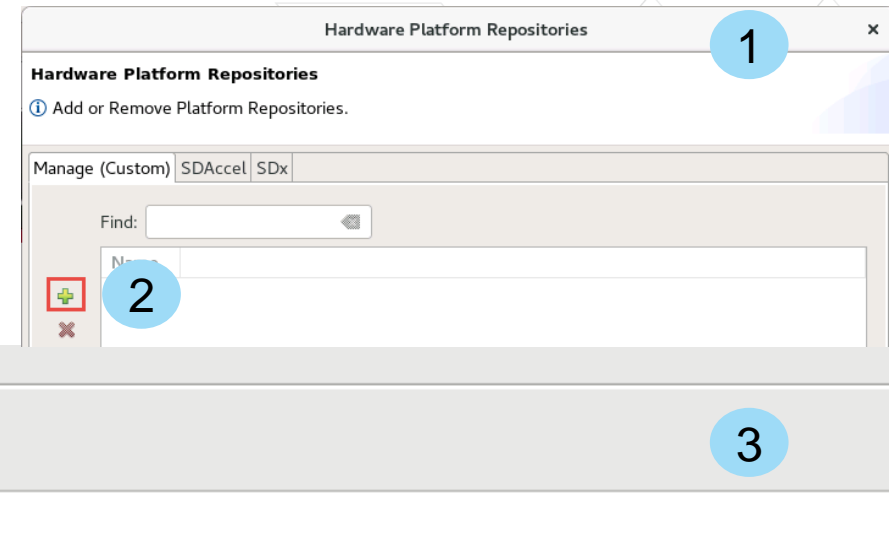 Hardware Platform Repositories
1
Hardware Platform Repositories
Add or Remove Platform Repositories.
Manage (Custom) SDAccel SDx
Find:
2
3